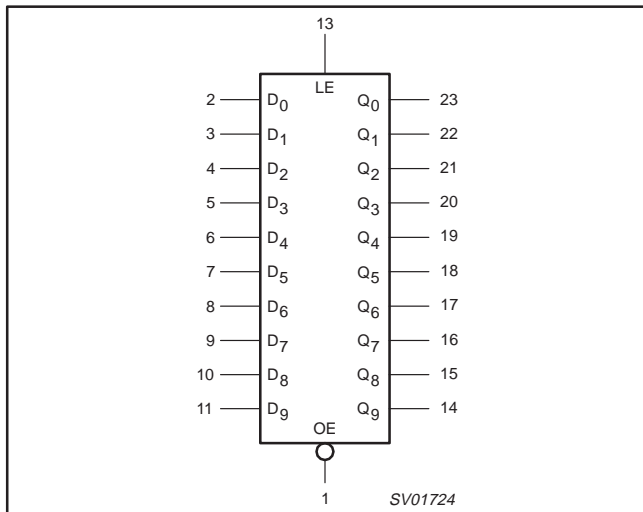 13
LE
2 D0 Q0 23
3 D1 Q1 22
4 D2 Q2 21
5 D3 Q3 20
6 D4 Q4 19
7 D5 Q5 18
8 D6 Q6 17
9 D7 Q7 16
10 D8 Q8 15
11 D9 Q9 14
OE
1
SV01724